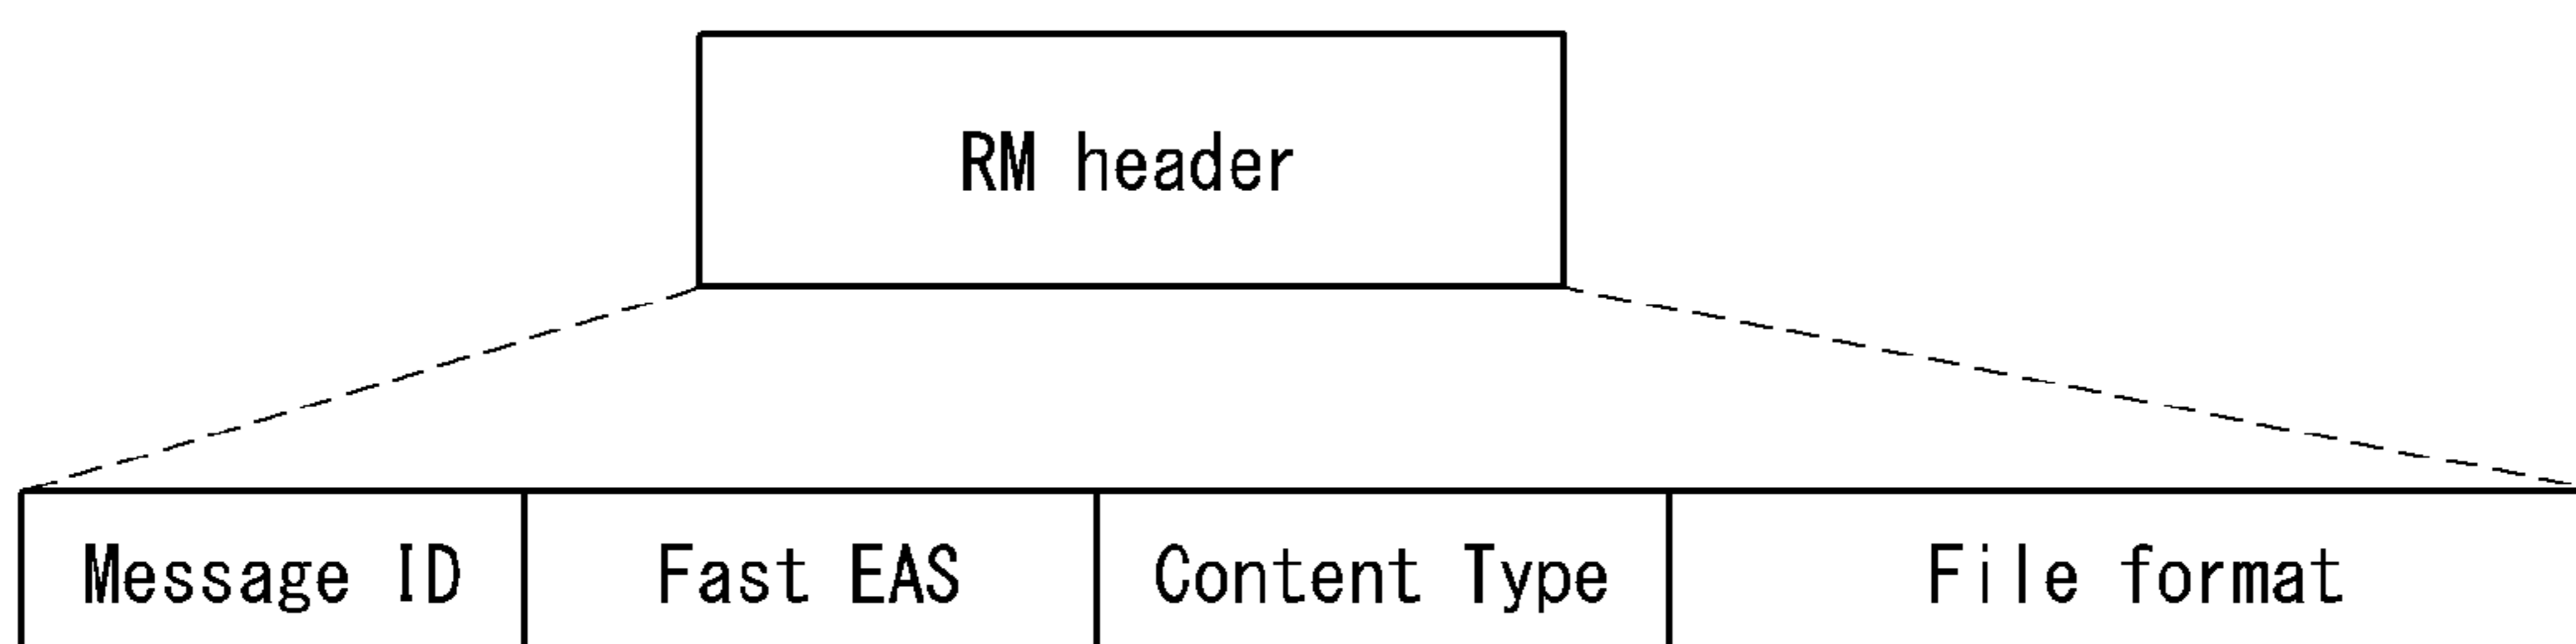 RM header
Message ID Fast EAS Content Type File format